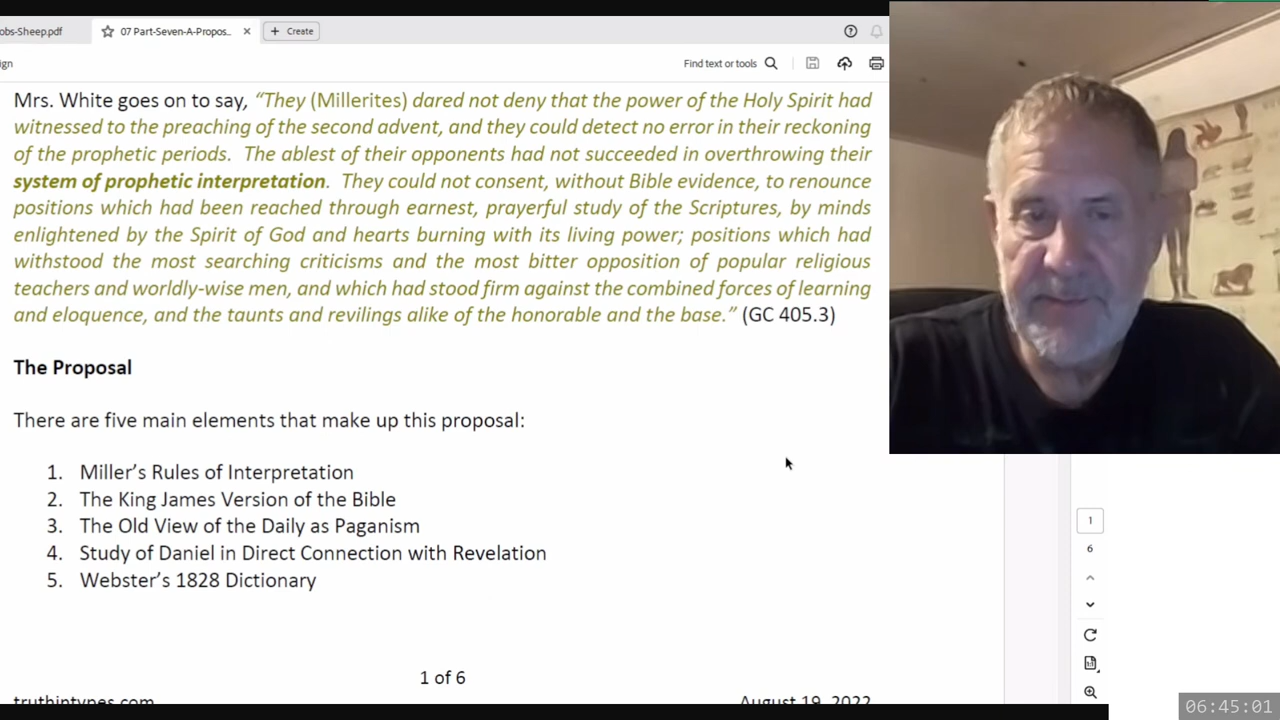 obs-Sheep.pdf
07 Part-Seven-A-Propos...
Create
ign
Find text or tools
Mrs. White goes on to say, “They (Millerites) dared not deny that the power of the Holy Spirit had
witnessed to the preaching of the second advent, and they could detect no error in their reckoning
of the prophetic periods. The ablest of their opponents had not succeeded in overthrowing their
system of prophetic interpretation. They could not consent, without Bible evidence, to renounce
positions which had been reached through earnest, prayerful study of the Scriptures, by minds
enlightened by the Spirit of God and hearts burning with its living power; positions which had
withstood the most searching criticisms and the most bitter opposition of popular religious
teachers and worldly-wise men, and which had stood firm against the combined forces of learning
and eloquence, and the taunts and revilings alike of the honorable and the base.” (GC 405.3)
The Proposal
There are five main elements that make up this proposal:
1. Miller’s Rules of Interpretation
2. The King James Version of the Bible
3. The Old View of the Daily as Paganism
4. Study of Daniel in Direct Connection with Revelation
5. Webster’s 1828 Dictionary
1 of 6
truthintypes.com
August 19, 2022
1
6
06:45:01